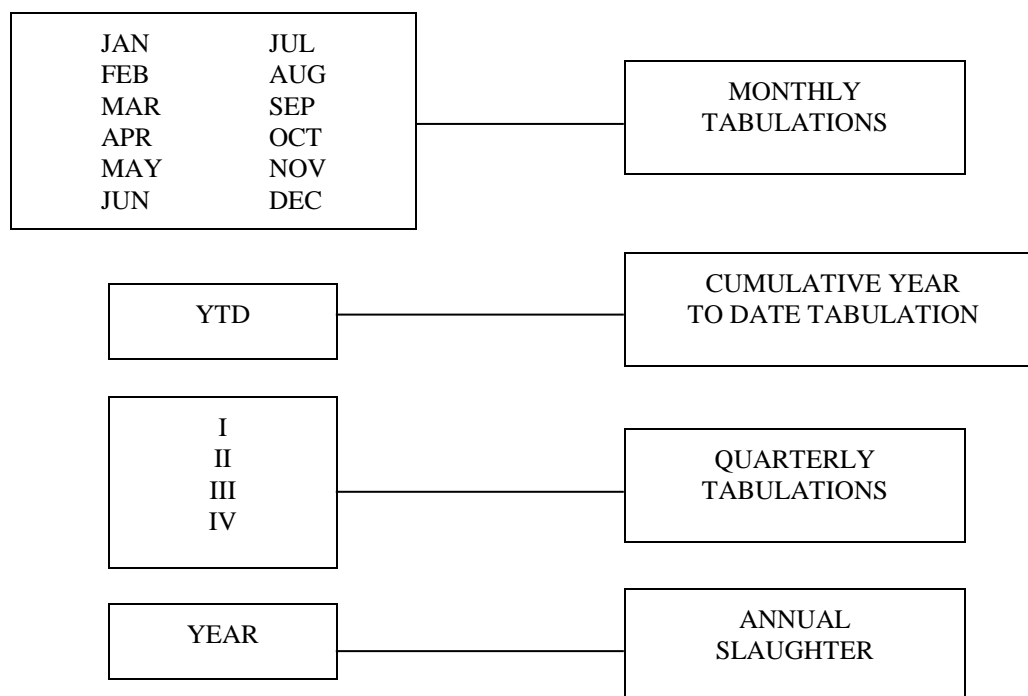 JAN JUL
FEB AUG
MAR SEP
APR OCT
MAY NOV
JUN DEC
MONTHLY
TABULATIONS
YTD
CUMULATIVE YEAR
TO DATE TABULATION
I
II
III
IV
QUARTERLY
TABULATIONS
YEAR
ANNUAL
SLAUGHTER